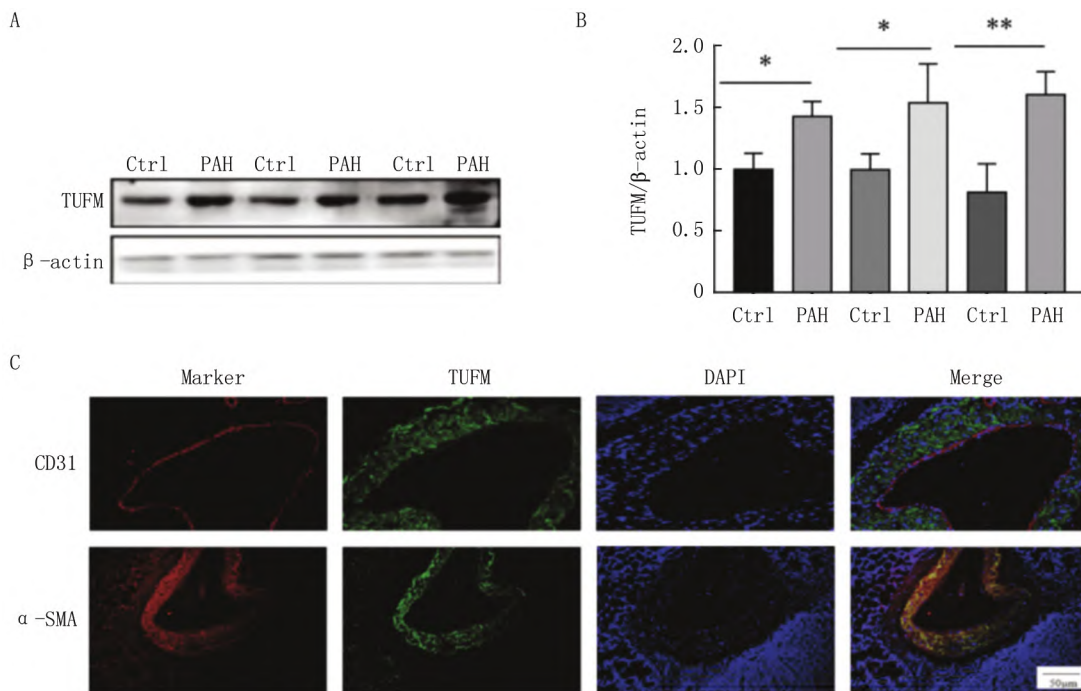 A
Ctrl PAH Ctrl PAH Ctrl PAH
TUFM
β-actin
B
TUFM/β-actin
2.0
1.5
1.0
0.5
0
* * **
Ctrl PAH Ctrl PAH Ctrl PAH
C
Marker TUFM DAPI Merge
CD31
α-SMA
50μm